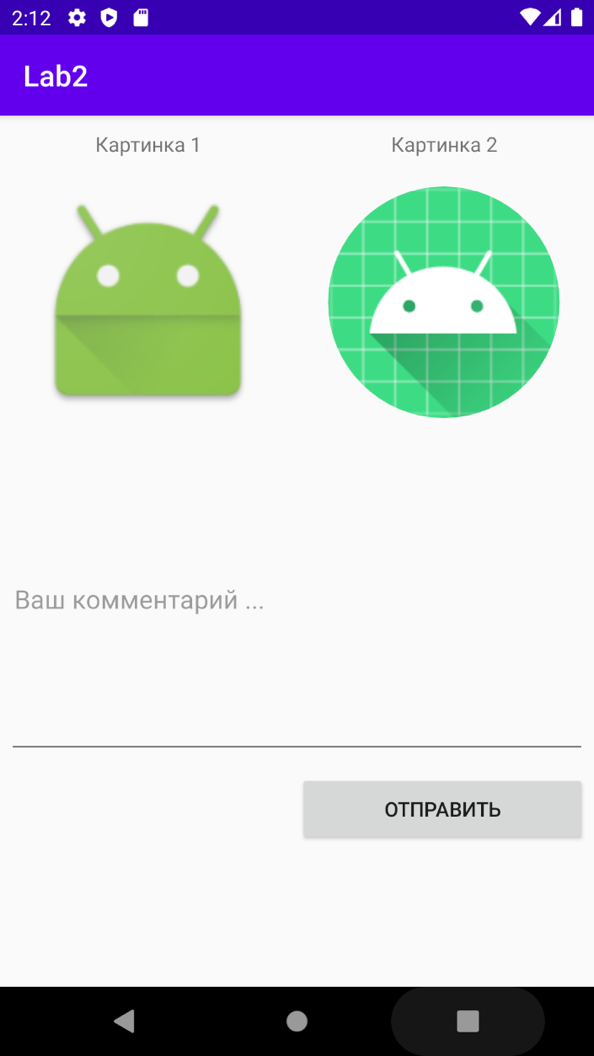 2:12
Lab2
Картинка 1
Картинка 2
Ваш комментарий ...
ОТПРАВИТЬ